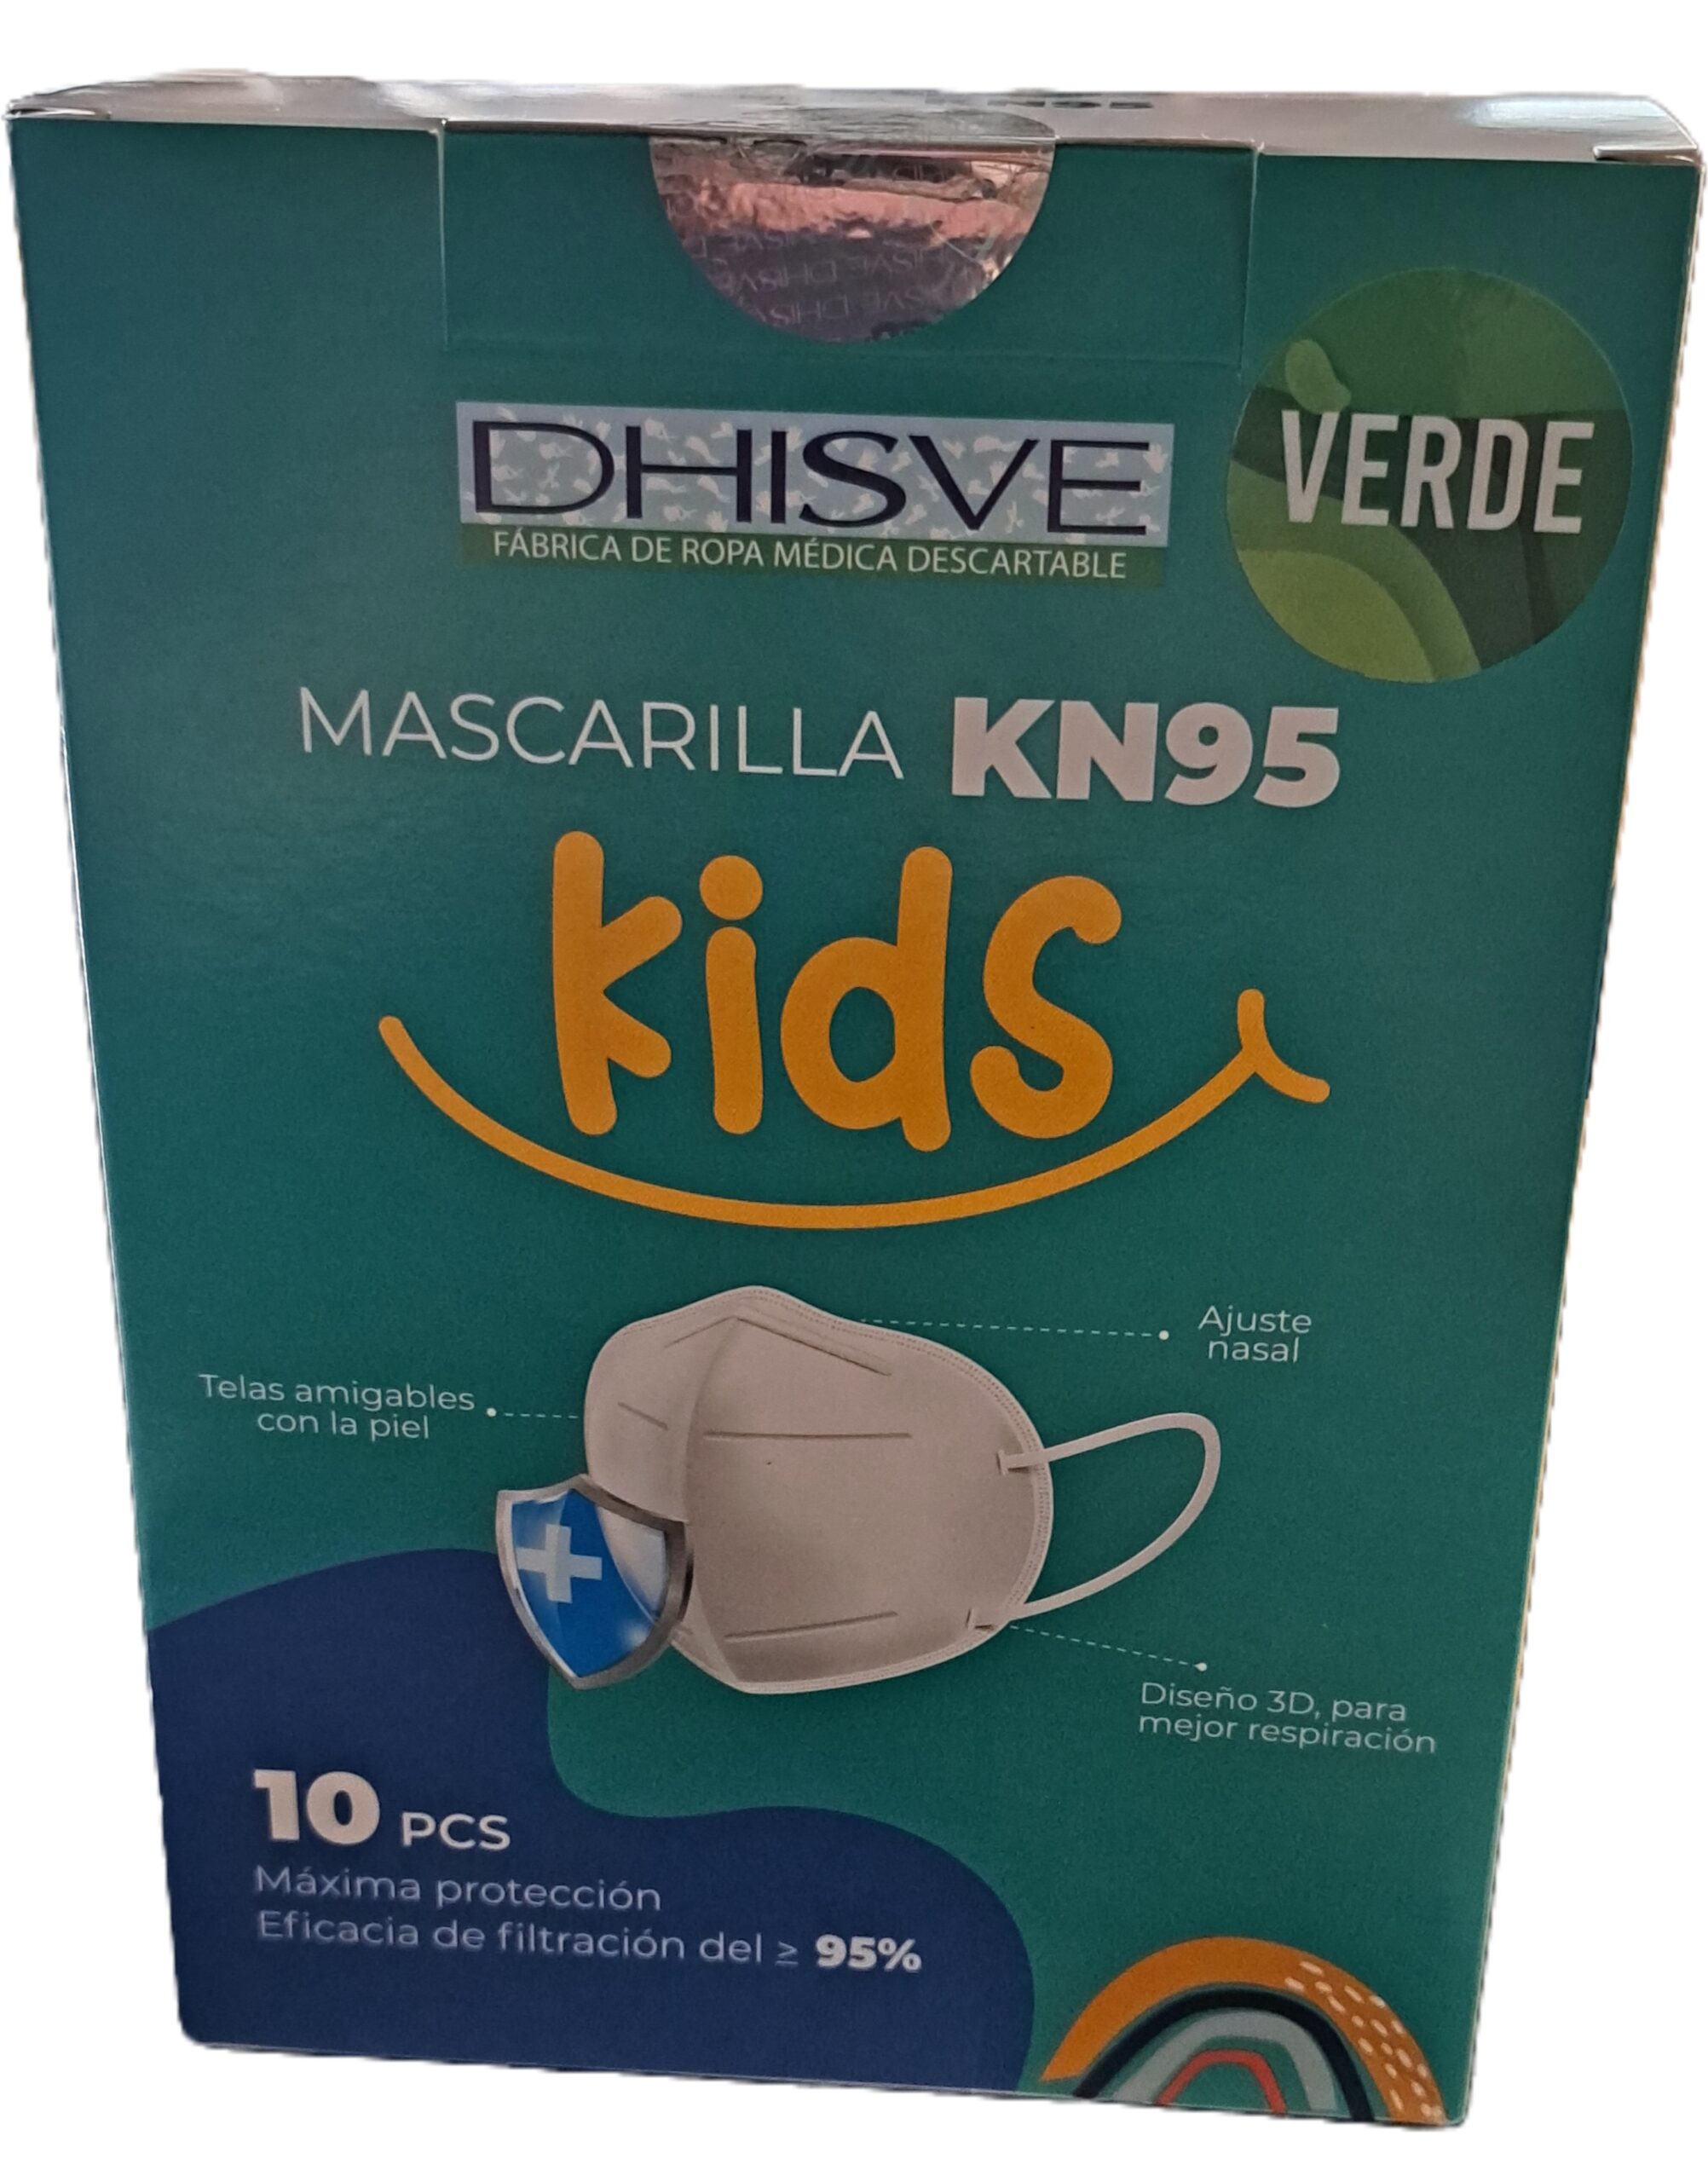 DHISVE
FÁBRICA DE ROPA MÉDICA DESCARTABLE
VERDE
MASCARILLA KN95
kids
Ajuste
nasal
Telas amigables
con la piel
Diseño 3D, para
mejor respiración
10 PCS
Máxima protección
Eficacia de filtración del ≥ 95%